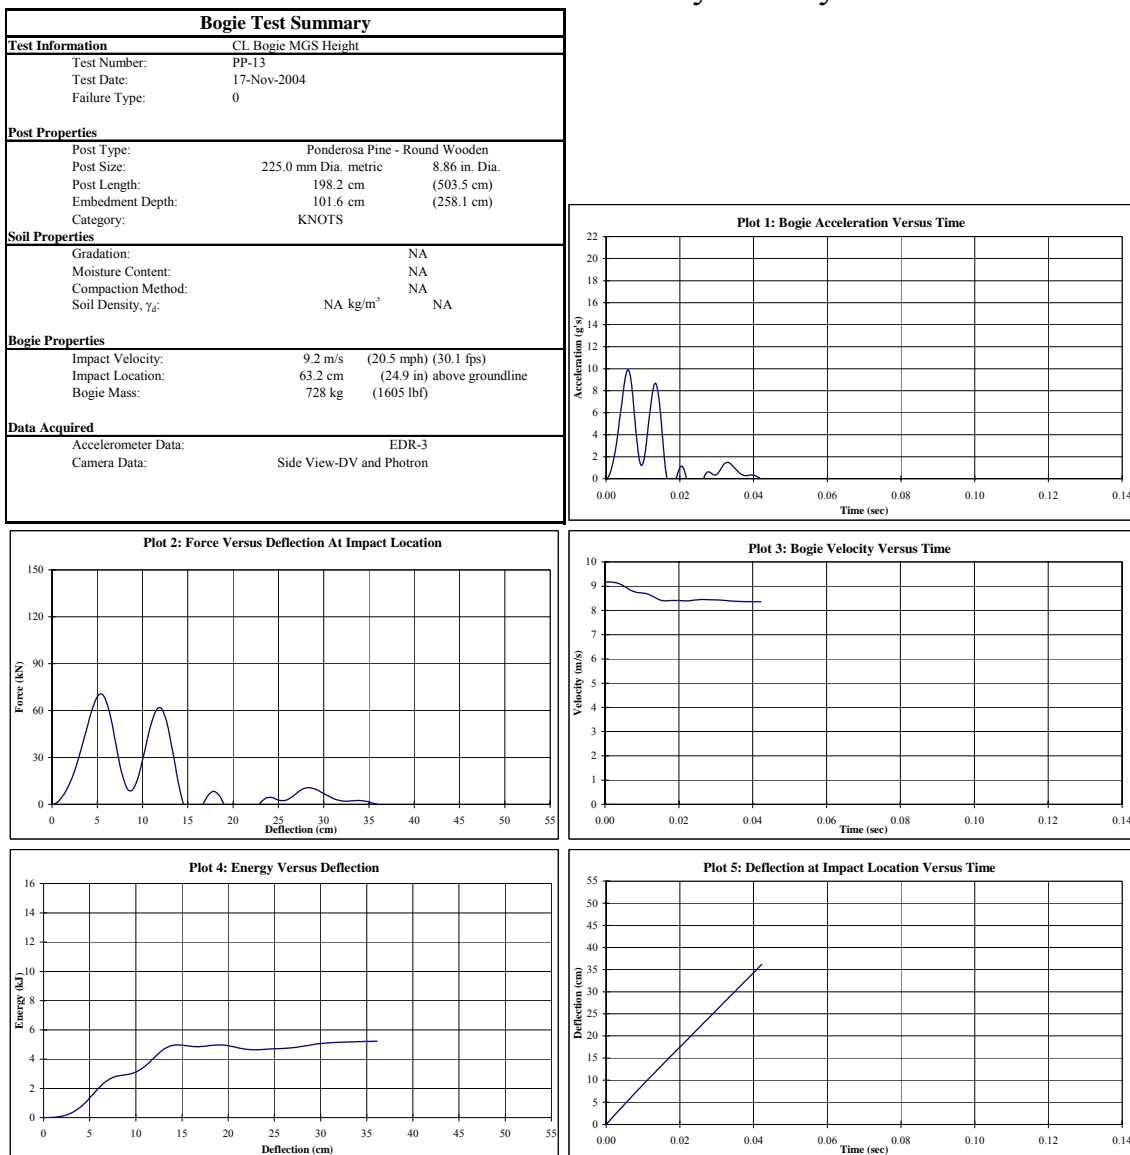 Bogie Test Summary
Test Information CL Bogie MGS Height
Test Number: PP-13
Test Date: 17-Nov-2004
Failure Type: 0
Post Properties
Post Type: Ponderosa Pine - Round Wooden
Post Size: 225.0 mm Dia. metric 8.86 in. Dia.
Post Length: 198.2 cm (503.5 cm)
Embedment Depth: 101.6 cm (258.1 cm)
Category: KNOTS
Soil Properties
Gradation: NA
Moisture Content: NA
Compaction Method: NA
Soil Density, γd: NA kg/m³ NA
Bogie Properties
Impact Velocity: 9.2 m/s (20.5 mph) (30.1 fps)
Impact Location: 63.2 cm (24.9 in) above groundline
Bogie Mass: 728 kg (1605 lbf)
Data Acquired
Accelerometer Data: EDR-3
Camera Data: Side View-DV and Photron
Plot 1: Bogie Acceleration Versus Time
22
20
18
16
14
12
10
8
6
4
2
0
Acceleration (g's)
0.00 0.02 0.04 0.06 0.08 0.10 0.12 0.14
Time (sec)
Plot 2: Force Versus Deflection At Impact Location
150
120
90
60
30
0
Force (kN)
0 5 10 15 20 25 30 35 40 45 50 55
Deflection (cm)
Plot 3: Bogie Velocity Versus Time
10
9
8
7
6
5
4
3
2
1
0
Velocity (m/s)
0.00 0.02 0.04 0.06 0.08 0.10 0.12 0.14
Time (sec)
Plot 4: Energy Versus Deflection
16
14
12
10
8
6
4
2
0
Energy (kJ)
0 5 10 15 20 25 30 35 40 45 50 55
Deflection (cm)
Plot 5: Deflection at Impact Location Versus Time
55
50
45
40
35
30
25
20
15
10
5
0
Deflection (cm)
0.00 0.02 0.04 0.06 0.08 0.10 0.12 0.14
Time (sec)